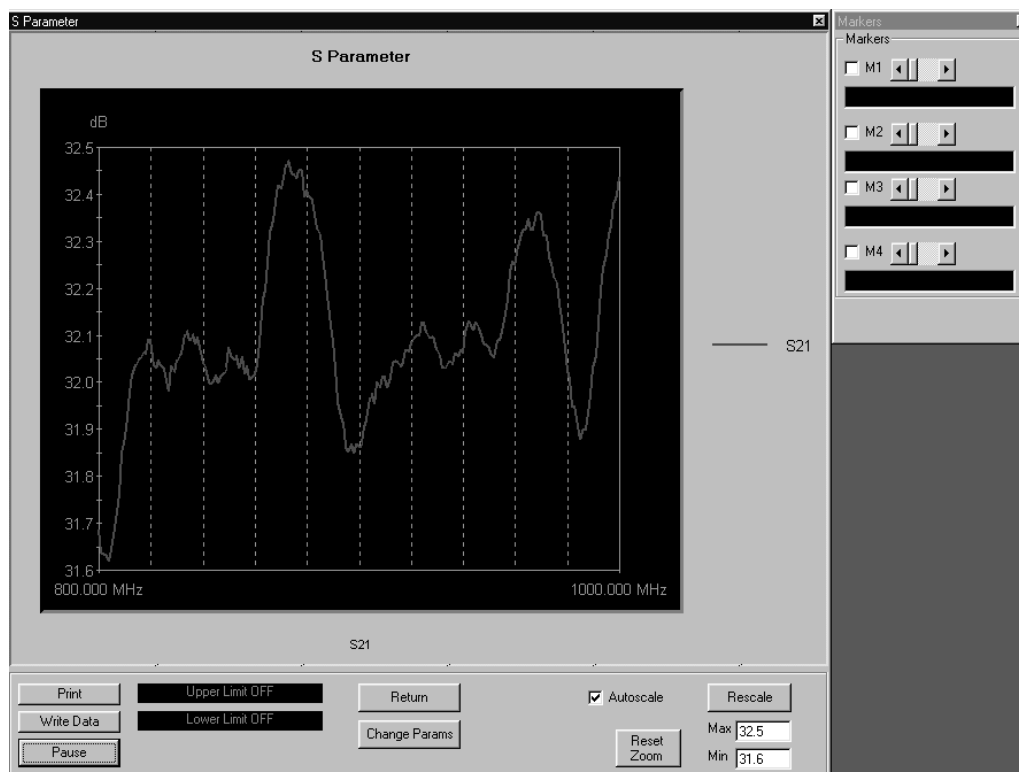 S Parameter
S Parameter
dB
32.5
32.4
32.3
32.2
32.1
32.0
31.9
31.8
31.7
31.6
800.000 MHz
1000.000 MHz
S21
S21
Print
Write Data
Pause
Upper Limit OFF
Lower Limit OFF
Return
Change Params
Autoscale
Reset
Zoom
Rescale
Max 32.5
Min 31.6
Markers
Markers
M1
M2
M3
M4